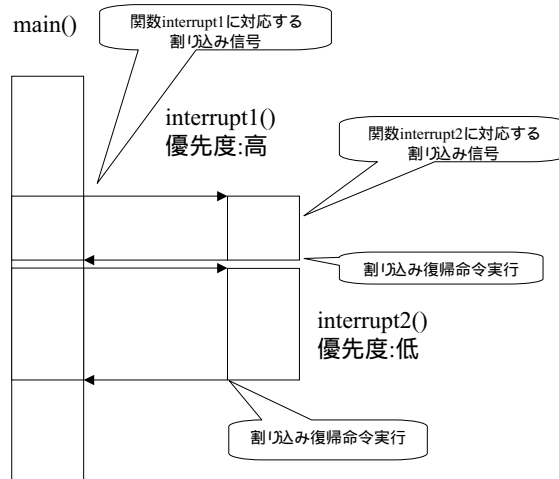 main()
関数interrupt1に対応する
割り込み信号
interrupt1()
優先度:高
関数interrupt2に対応する
割り込み信号
割り込み復帰命令実行
interrupt2()
優先度:低
割り込み復帰命令実行